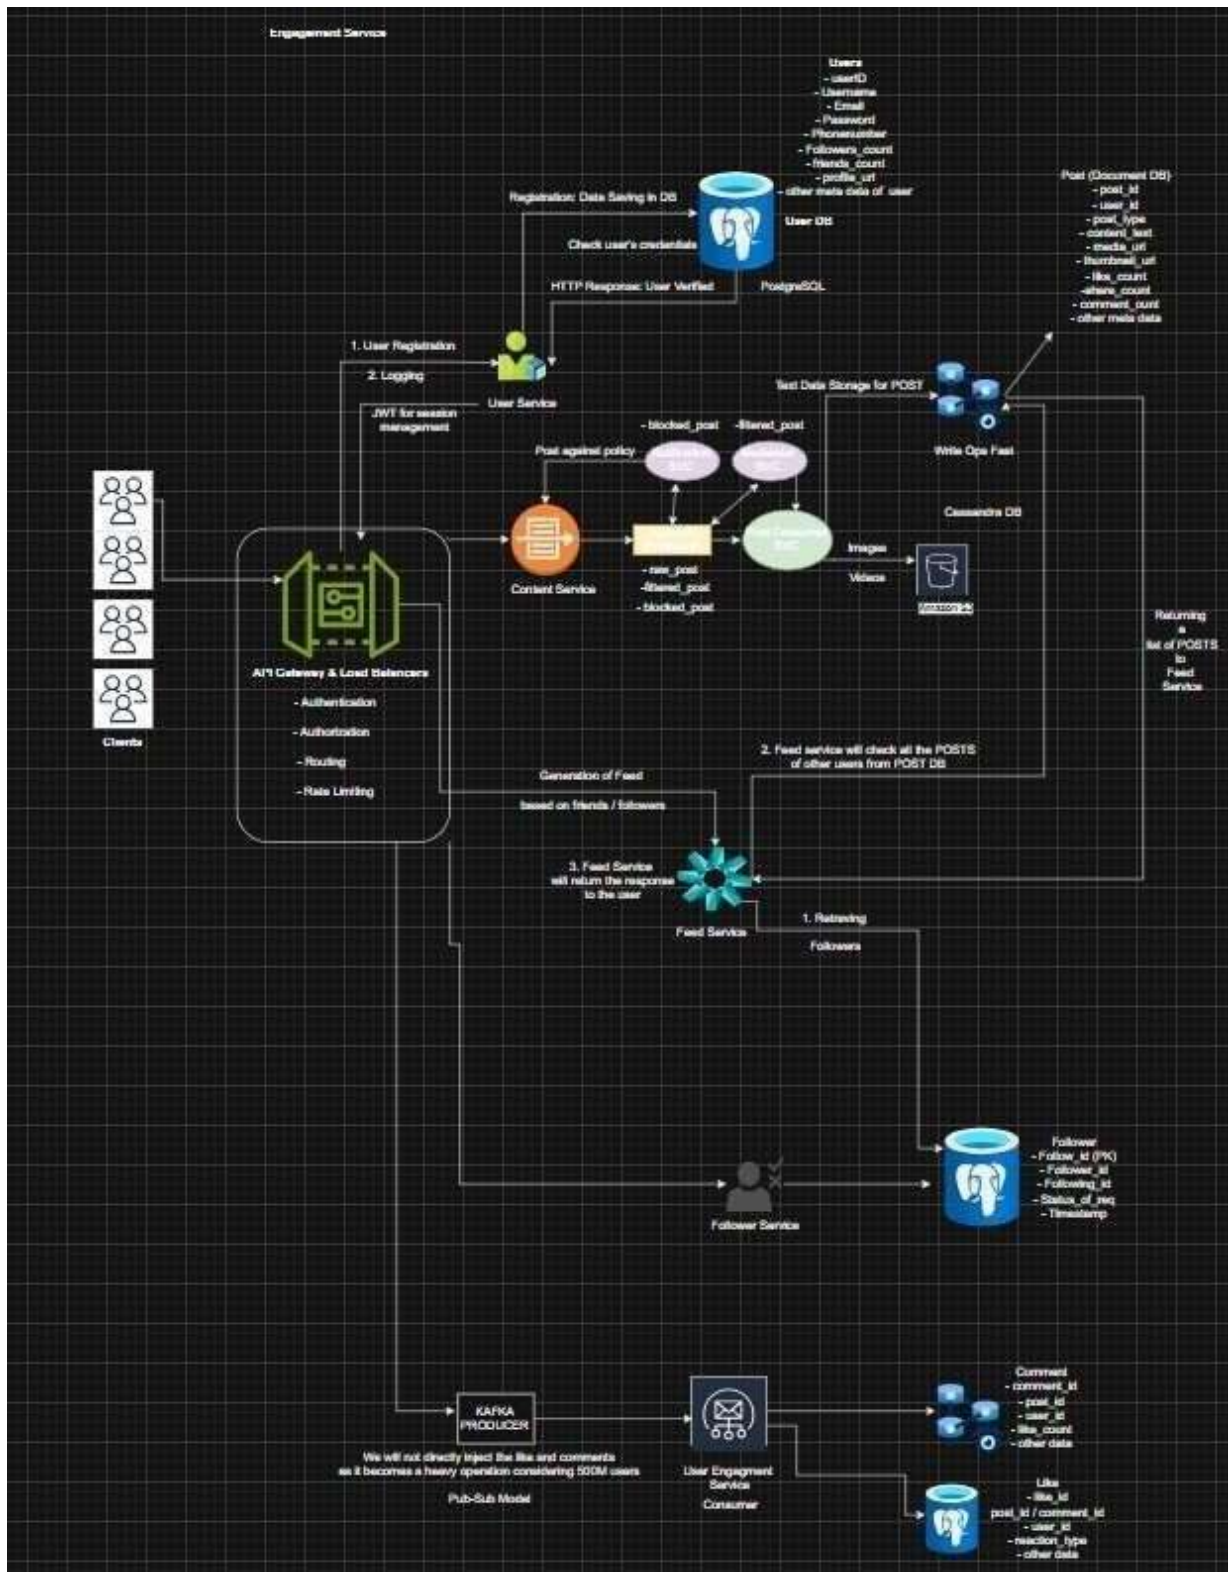 Engagement Service
Users
- userID
- Username
- Email
- Password
- Phonenumber
- Followers_count
- friends_count
- profile_url
- other meta data of user
User DB
PostgreSQL
Registration: Data Saving in DB
Check user's credentials
HTTP Response: User Verified
Post (Document DB)
- post_id
- user_id
- post_type
- content_text
- media_url
- thumbnail_url
- like_count
-share_count
- comment_ount
- other meta data
1. User Registration
2. Logging
User Service
JWT for session
management
Text Data Storage for POST
Write Ops Fast
Cassandra DB
- blocked_post
-filtered_post
Post against policy
Content Service
- raw_post
-filtered_post
- blocked_post
Images
Videos
Amazon S3
Returning
a
list of POSTS
to
Feed
Service
API Gateway & Load Balancers
- Authentication
- Authorization
- Routing
- Rate Limiting
Clients
Generation of Feed
based on friends / followers
2. Feed service will check all the POSTS
of other users from POST DB
3. Feed Service
will return the response
to the user
Feed Service
1. Retreving
Followers
Follower Service
Follower
- Follow_id (PK)
- Follower_id
- Following_id
- Status_of_req
- Timestamp
KAFKA
PRODUCER
We will not directly inject the like and comments
as it becomes a heavy operation considering 500M users
Pub-Sub Model
User Engagment
Service
Consumer
Comment
- comment_id
- post_id
- user_id
- like_count
- other data
Like
- like_id
post_id / comment_id
- user_id
- reaction_type
- other data